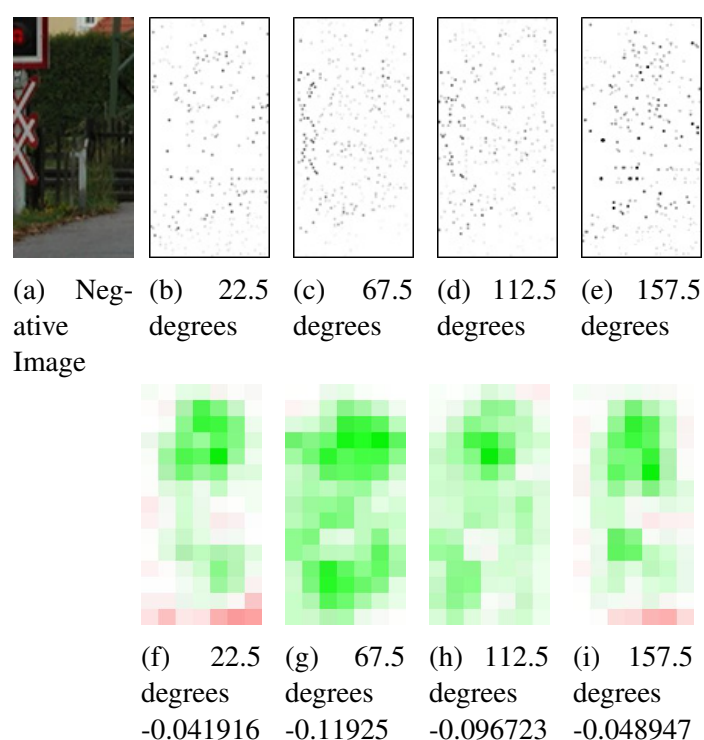 (a) Neg-
ative
Image
(b) 22.5
degrees
(c) 67.5
degrees
(d) 112.5
degrees
(e) 157.5
degrees
(f) 22.5
degrees
-0.041916
(g) 67.5
degrees
-0.11925
(h) 112.5
degrees
-0.096723
(i) 157.5
degrees
-0.048947